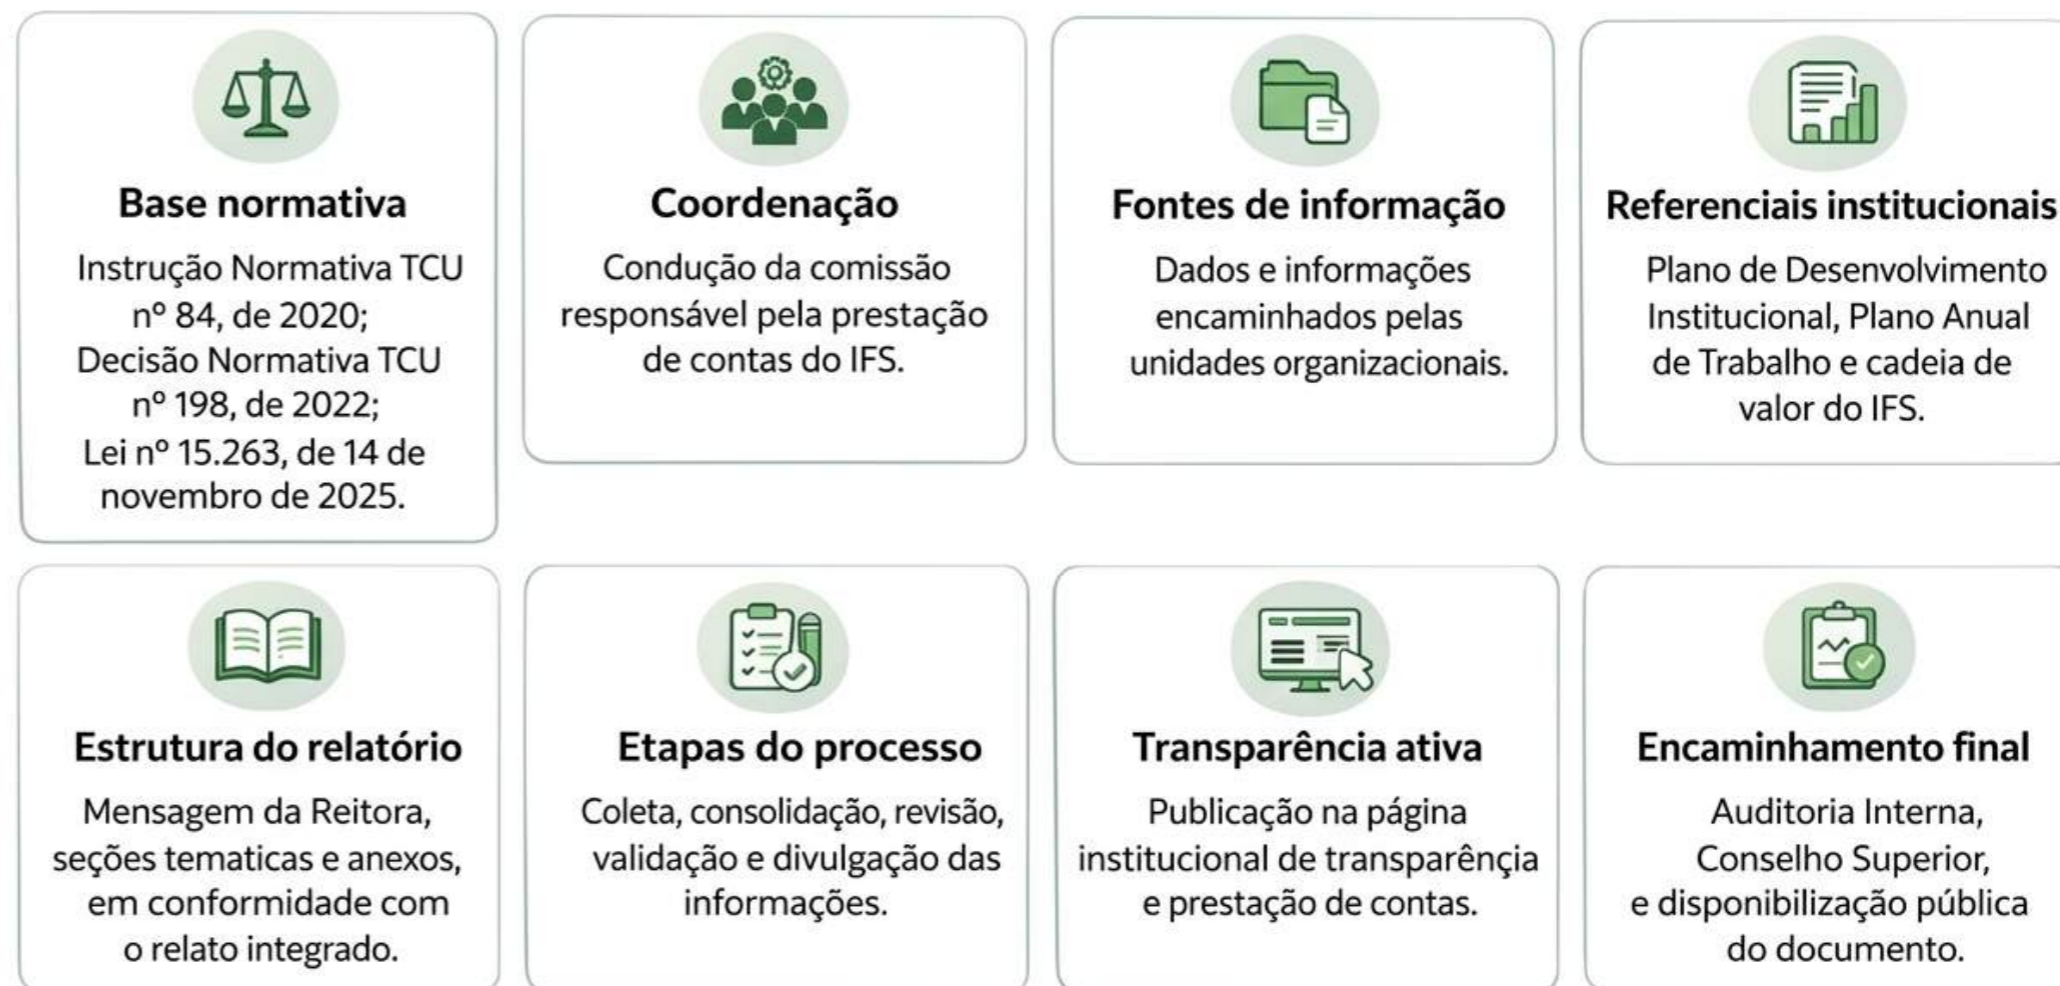 Base normativa
Instrução Normativa TCU
nº 84, de 2020;
Decisão Normativa TCU
nº 198, de 2022;
Lei nº 15.263, de 14 de
novembro de 2025.
Coordenação
Condução da comissão
responsável pela prestação
de contas do IFS.
Fontes de informação
Dados e informações
encaminhados pelas
unidades organizacionais.
Referenciais institucionais
Plano de Desenvolvimento
Institucional, Plano Anual
de Trabalho e cadeia de
valor do IFS.
Estrutura do relatório
Mensagem da Reitora,
seções tematicas e anexos,
em conformidade com
o relato integrado.
Etapas do processo
Coleta, consolidação, revisão,
validação e divulgação das
informações.
Transparência ativa
Publicação na página
institucional de transparênçia
e prestação de contas.
Encaminhamento final
Auditoria Interna,
Conselho Superior,
e disponibilização pública
do documento.